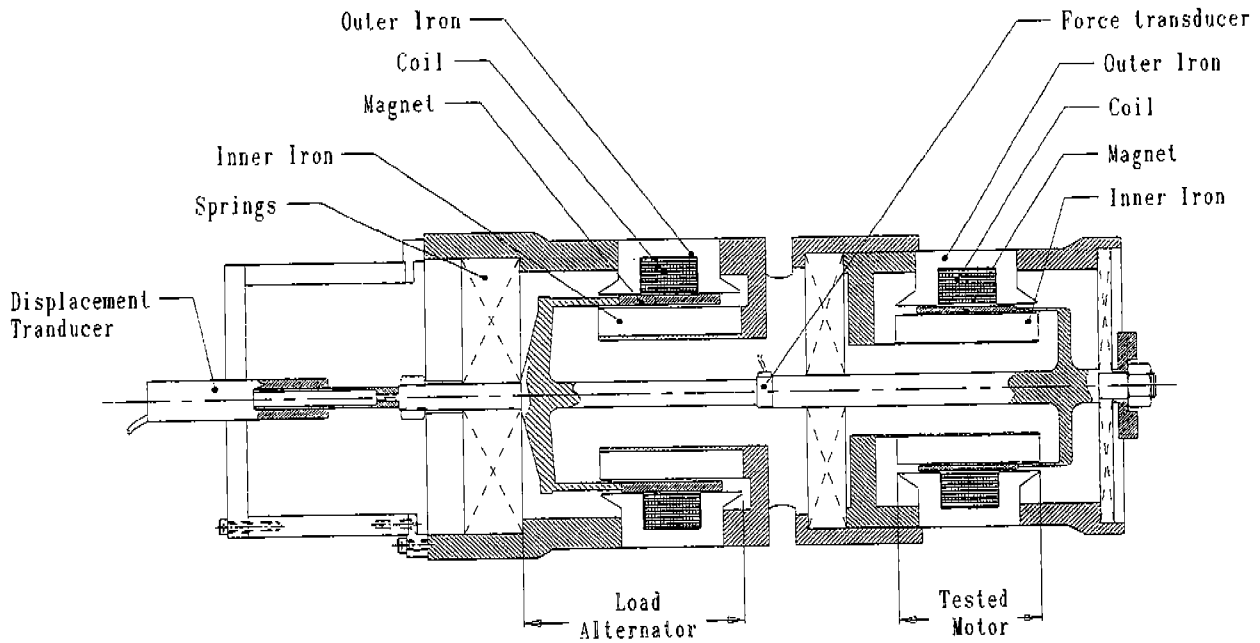 Outer Iron
Coil
Magnet
Inner Iron
Springs
Displacement
Tranducer
Force transducer
Outer Iron
Coil
Magnet
Inner Iron
Load
Alternator
Tested
Motor